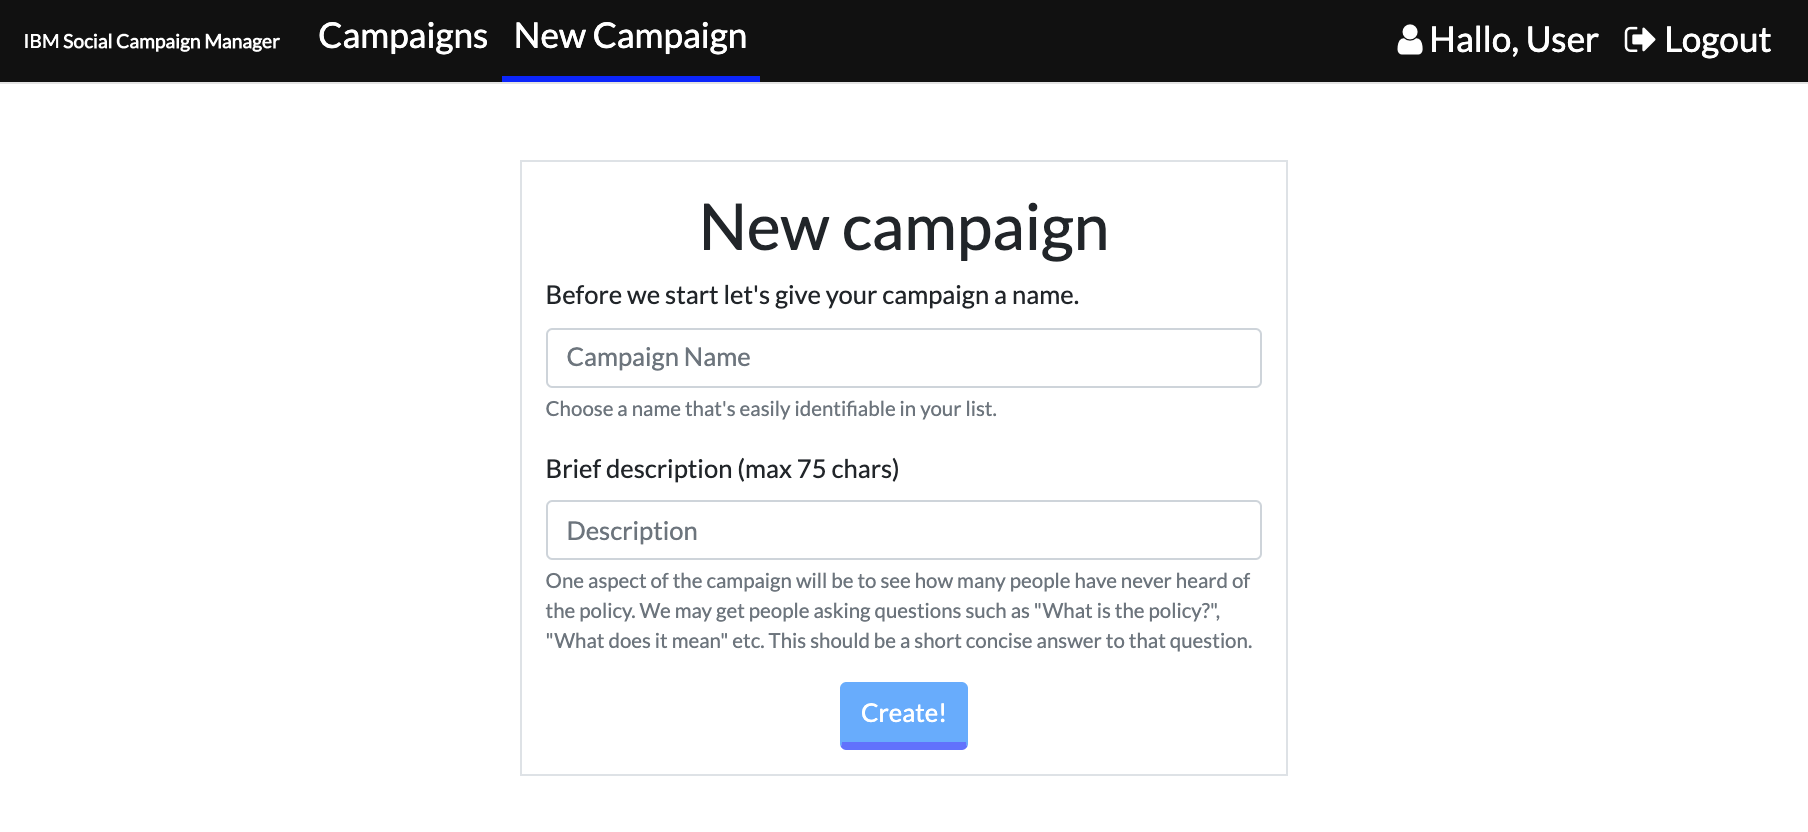 IBM Social Campaign Manager Campaigns New Campaign Hallo, User Logout
New campaign
Before we start let's give your campaign a name.
Campaign Name
Choose a name that's easily identifiable in your list.
Brief description (max 75 chars)
Description
One aspect of the campaign will be to see how many people have never heard of
the policy. We may get people asking questions such as "What is the policy?",
"What does it mean" etc. This should be a short concise answer to that question.
Create!